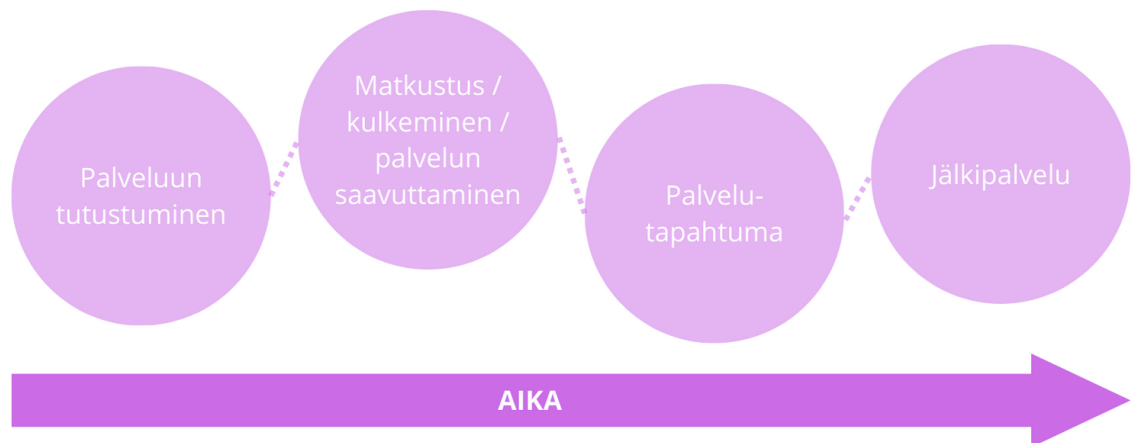 Palveluun
tutustuminen
Matkustus /
kulkeminen /
palvelun
saavuttaminen
Palvelu-
tapahtuma
Jälkipalvelu
AIKA